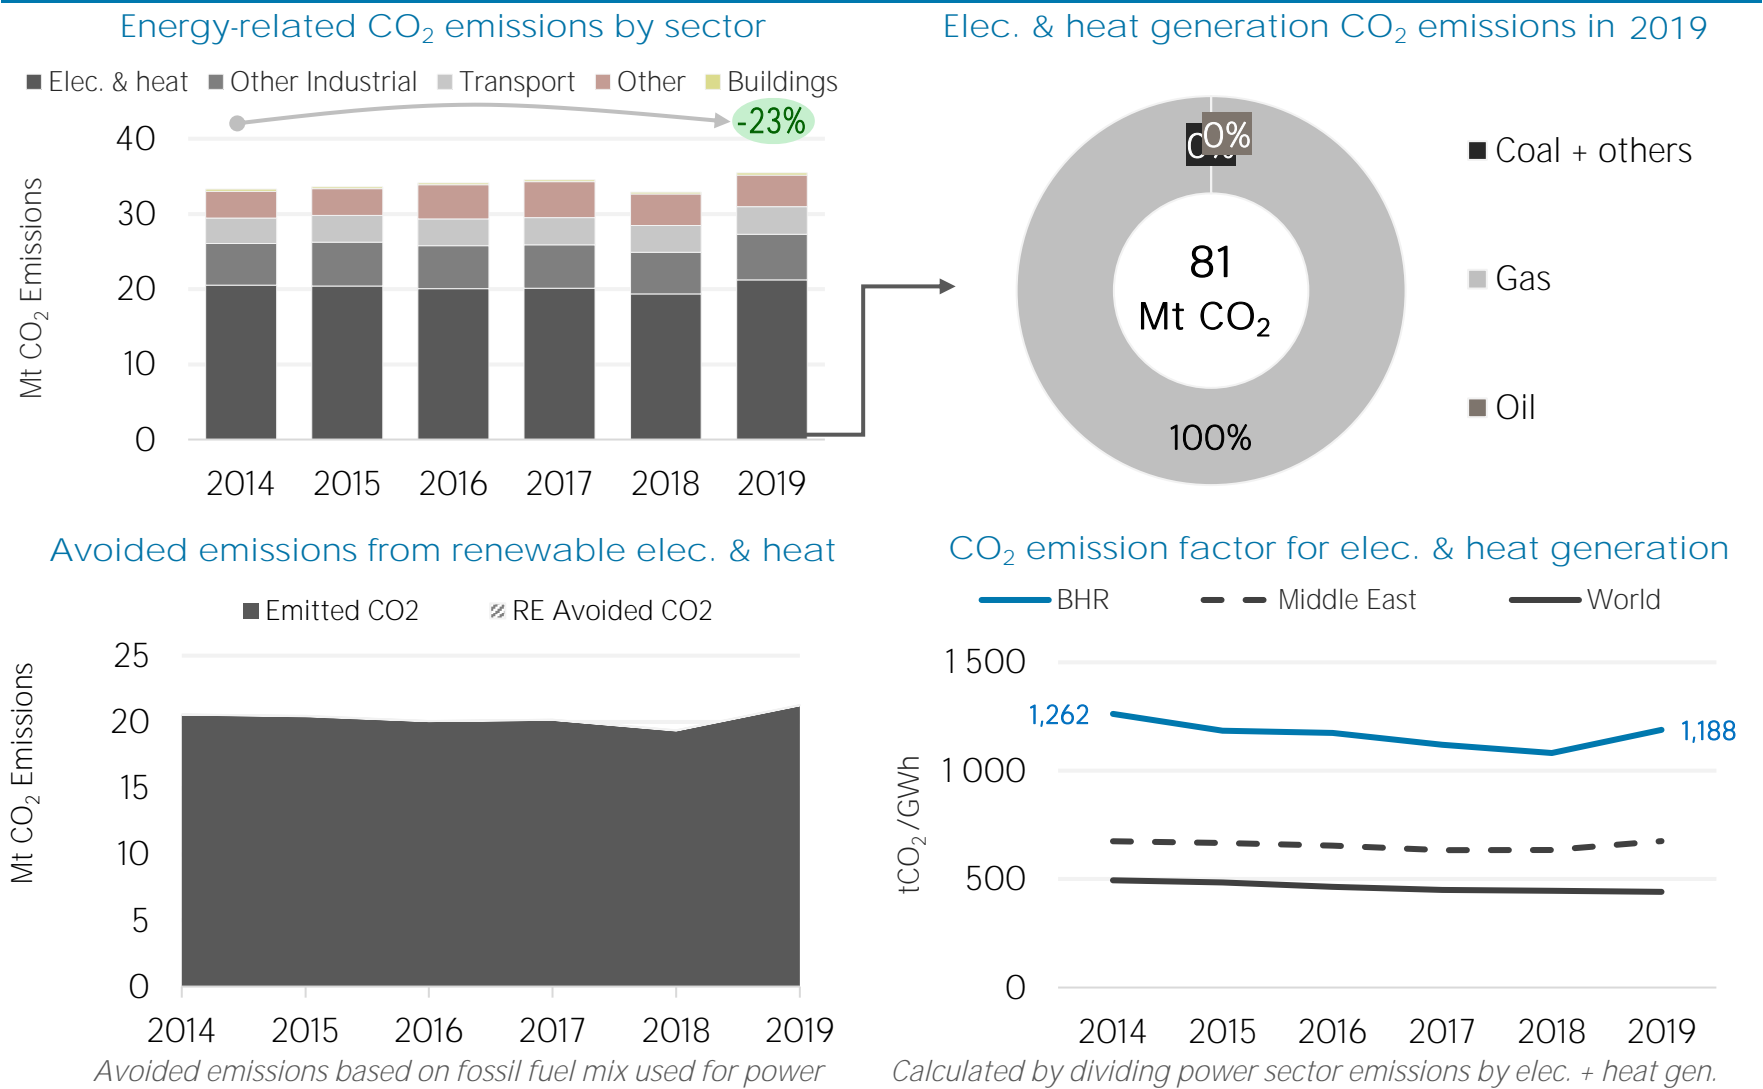 Energy-related CO₂ emissions by sector
Elec. & heat Other Industrial Transport Other Buildings
-23%
40
30
20
10
0
Mt CO₂ Emissions
2014 2015 2016 2017 2018 2019
Elec. & heat generation CO₂ emissions in 2019
0%
0%
Coal + others
Gas
Oil
81
Mt CO₂
100%
Avoided emissions from renewable elec. & heat
Emitted CO2 RE Avoided CO2
25
20
15
10
5
0
Mt CO₂ Emissions
2014 2015 2016 2017 2018 2019
Avoided emissions based on fossil fuel mix used for power
CO₂ emission factor for elec. & heat generation
BHR Middle East World
1 500
1 000
500
0
tCO₂/GWh
1,262
1,188
2014 2015 2016 2017 2018 2019
Calculated by dividing power sector emissions by elec. + heat gen.